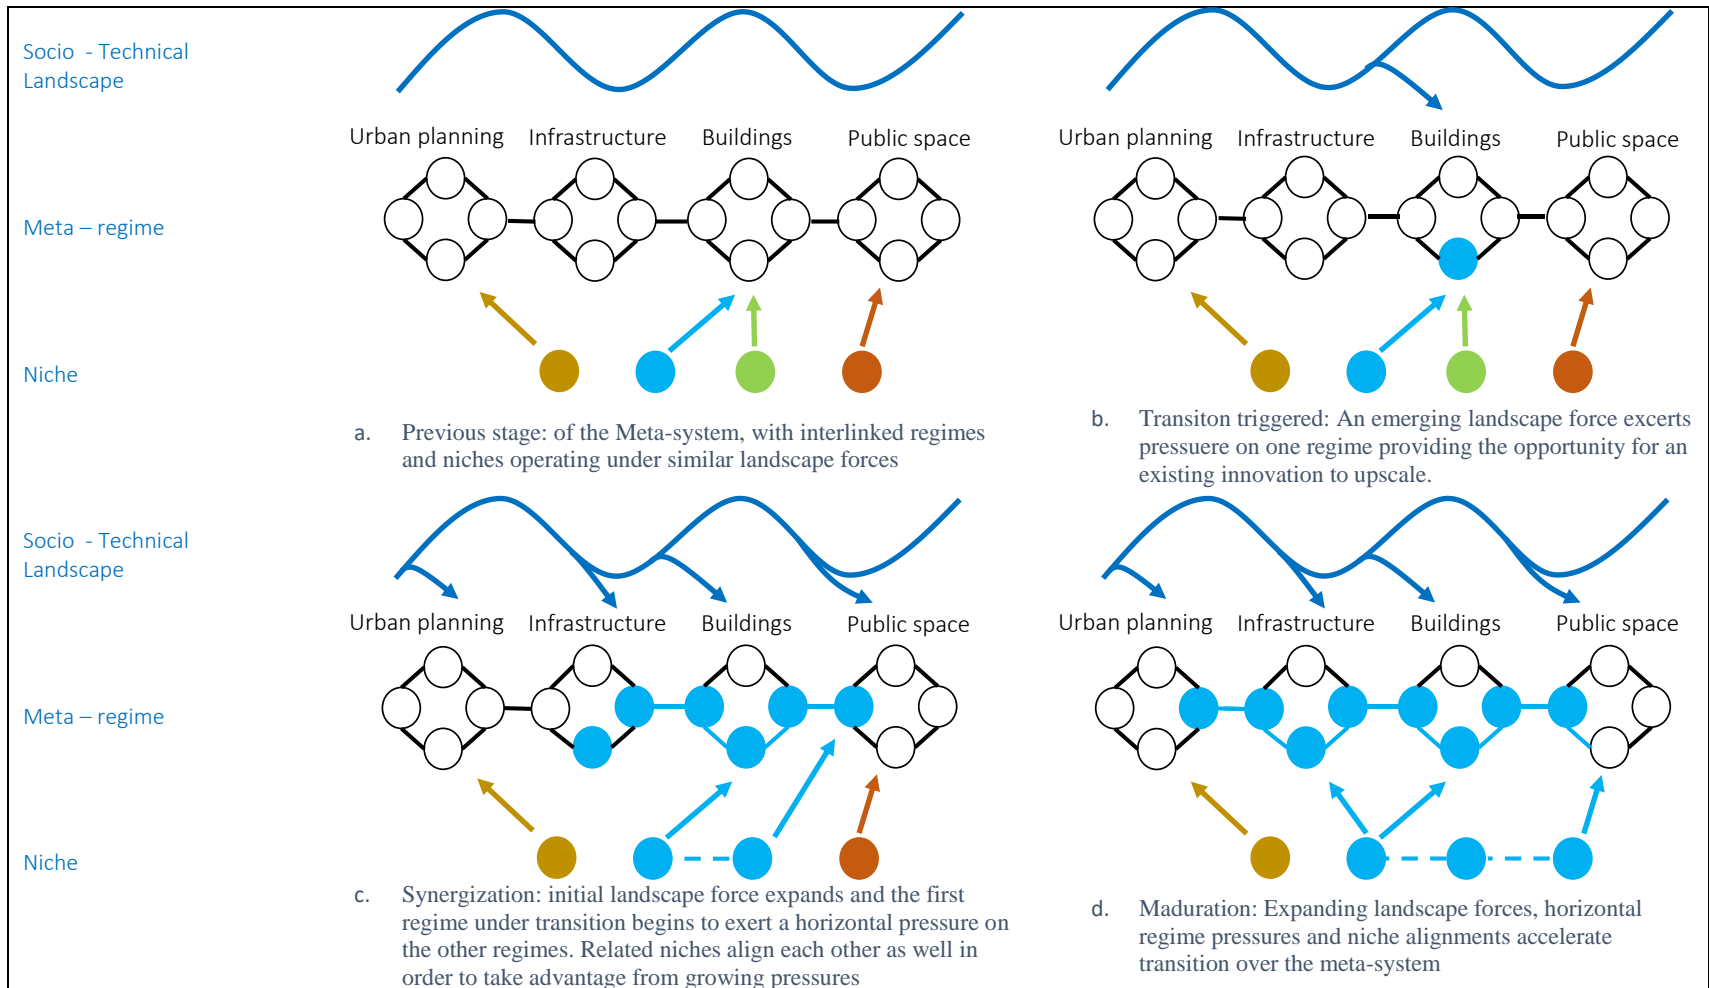 Socio - Technical
Landscape
Urban planning Infrastructure Buildings Public space
Meta – regime
Niche
a. Previous stage: of the Meta-system, with interlinked regimes
and niches operating under similar landscape forces
Urban planning Infrastructure Buildings Public space
b. Transiton triggered: An emerging landscape force excerts
pressuere on one regime providing the opportunity for an
existing innovation to upscale.
Socio - Technical
Landscape
Urban planning Infrastructure Buildings Public space
Meta – regime
Niche
c. Synergization: initial landscape force expands and the first
regime under transition begins to exert a horizontal pressure on
the other regimes. Related niches align each other as well in
order to take advantage from growing pressures
Urban planning Infrastructure Buildings Public space
d. Maduration: Expanding landscape forces, horizontal
regime pressures and niche alignments accelerate
transition over the meta-system